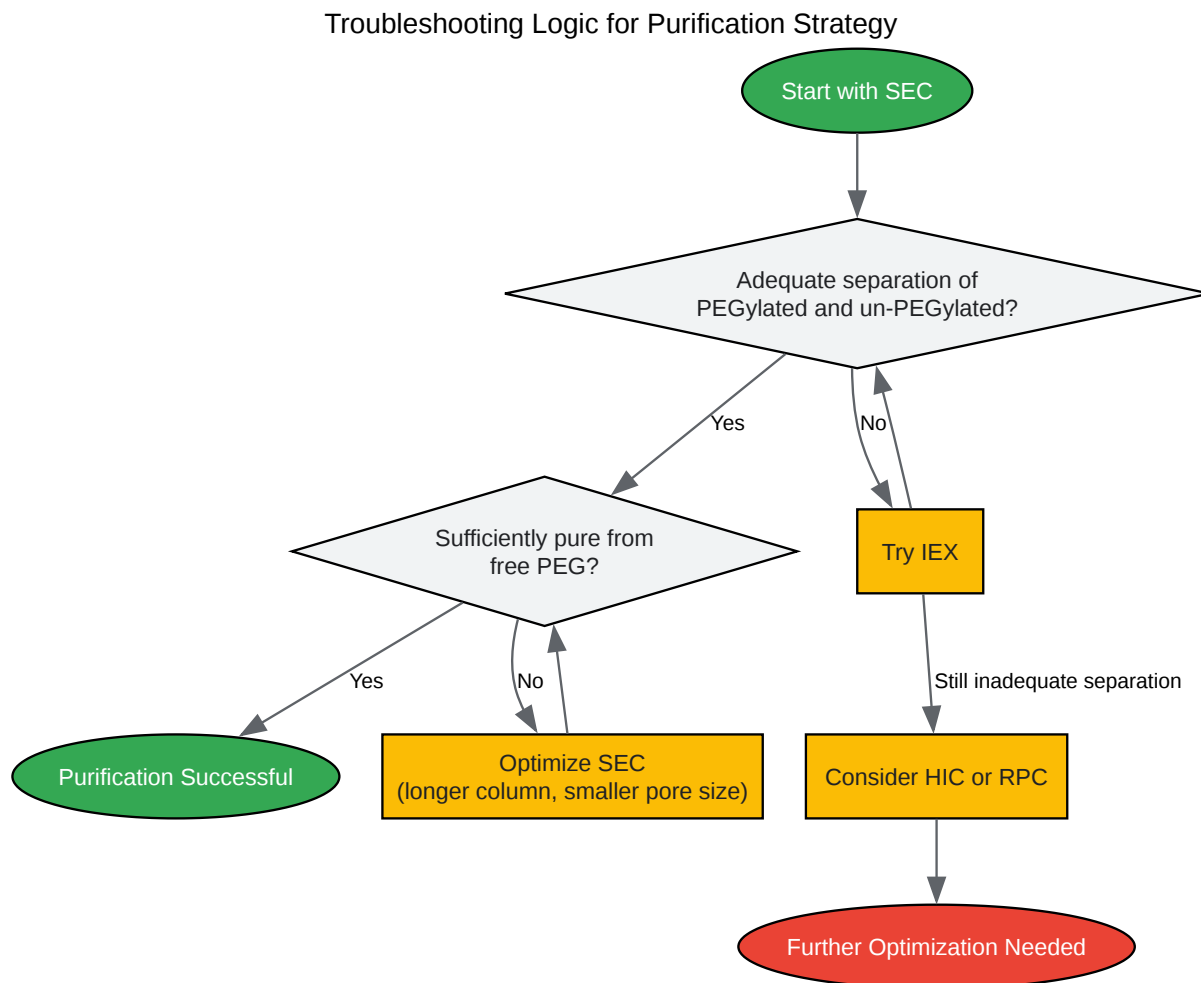 Troubleshooting Logic for Purification Strategy
Start with SEC
Adequate separation of
PEGylated and un-PEGylated?
Yes
No
Sufficiently pure from
free PEG?
Try IEX
Yes
No
Still inadequate separation
Purification Successful
Optimize SEC
(longer column, smaller pore size)
Consider HIC or RPC
Further Optimization Needed